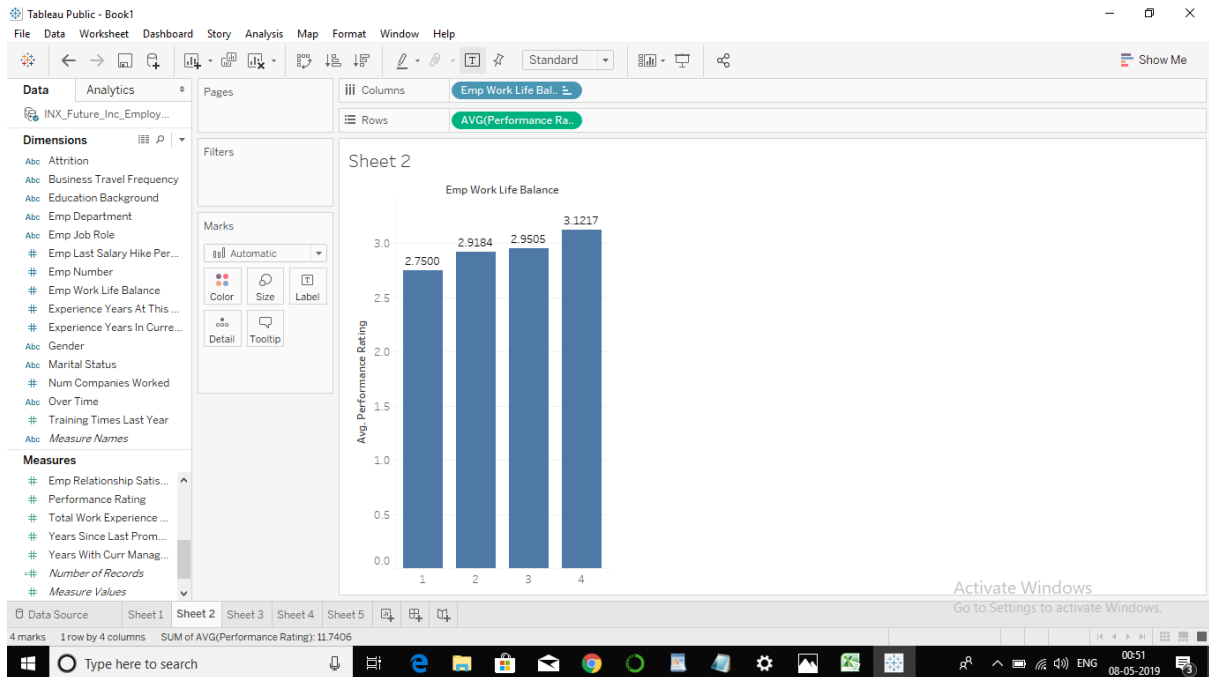 Tableau Public - Book1
File Data Worksheet Dashboard Story Analysis Map Format Window Help
Standard
Show Me
Data Analytics
INX_Future_Inc_Employ...
Dimensions
Abc Attrition
Abc Business Travel Frequency
Abc Education Background
Abc Emp Department
Abc Emp Job Role
# Emp Last Salary Hike Per...
# Emp Number
# Emp Work Life Balance
# Experience Years At This ...
# Experience Years In Curre...
Abc Gender
Abc Marital Status
# Num Companies Worked
Abc Over Time
# Training Times Last Year
Abc Measure Names
Measures
# Emp Relationship Satis...
# Performance Rating
# Total Work Experience ...
# Years Since Last Prom...
# Years With Curr Manag...
=# Number of Records
# Measure Values
Pages
Filters
Marks
Automatic
Color Size Label
Detail Tooltip
Columns Emp Work Life Bal..
Rows AVG(Performance Ra..
Sheet 2
Emp Work Life Balance
Avg. Performance Rating
3.0
2.5
2.0
1.5
1.0
0.5
0.0
2.7500 2.9184 2.9505 3.1217
1 2 3 4
Activate Windows
Go to Settings to activate Windows.
Data Source Sheet 1 Sheet 2 Sheet 3 Sheet 4 Sheet 5
4 marks 1 row by 4 columns SUM of AVG(Performance Rating): 11.7406
Type here to search
ENG
00:51
08-05-2019
3